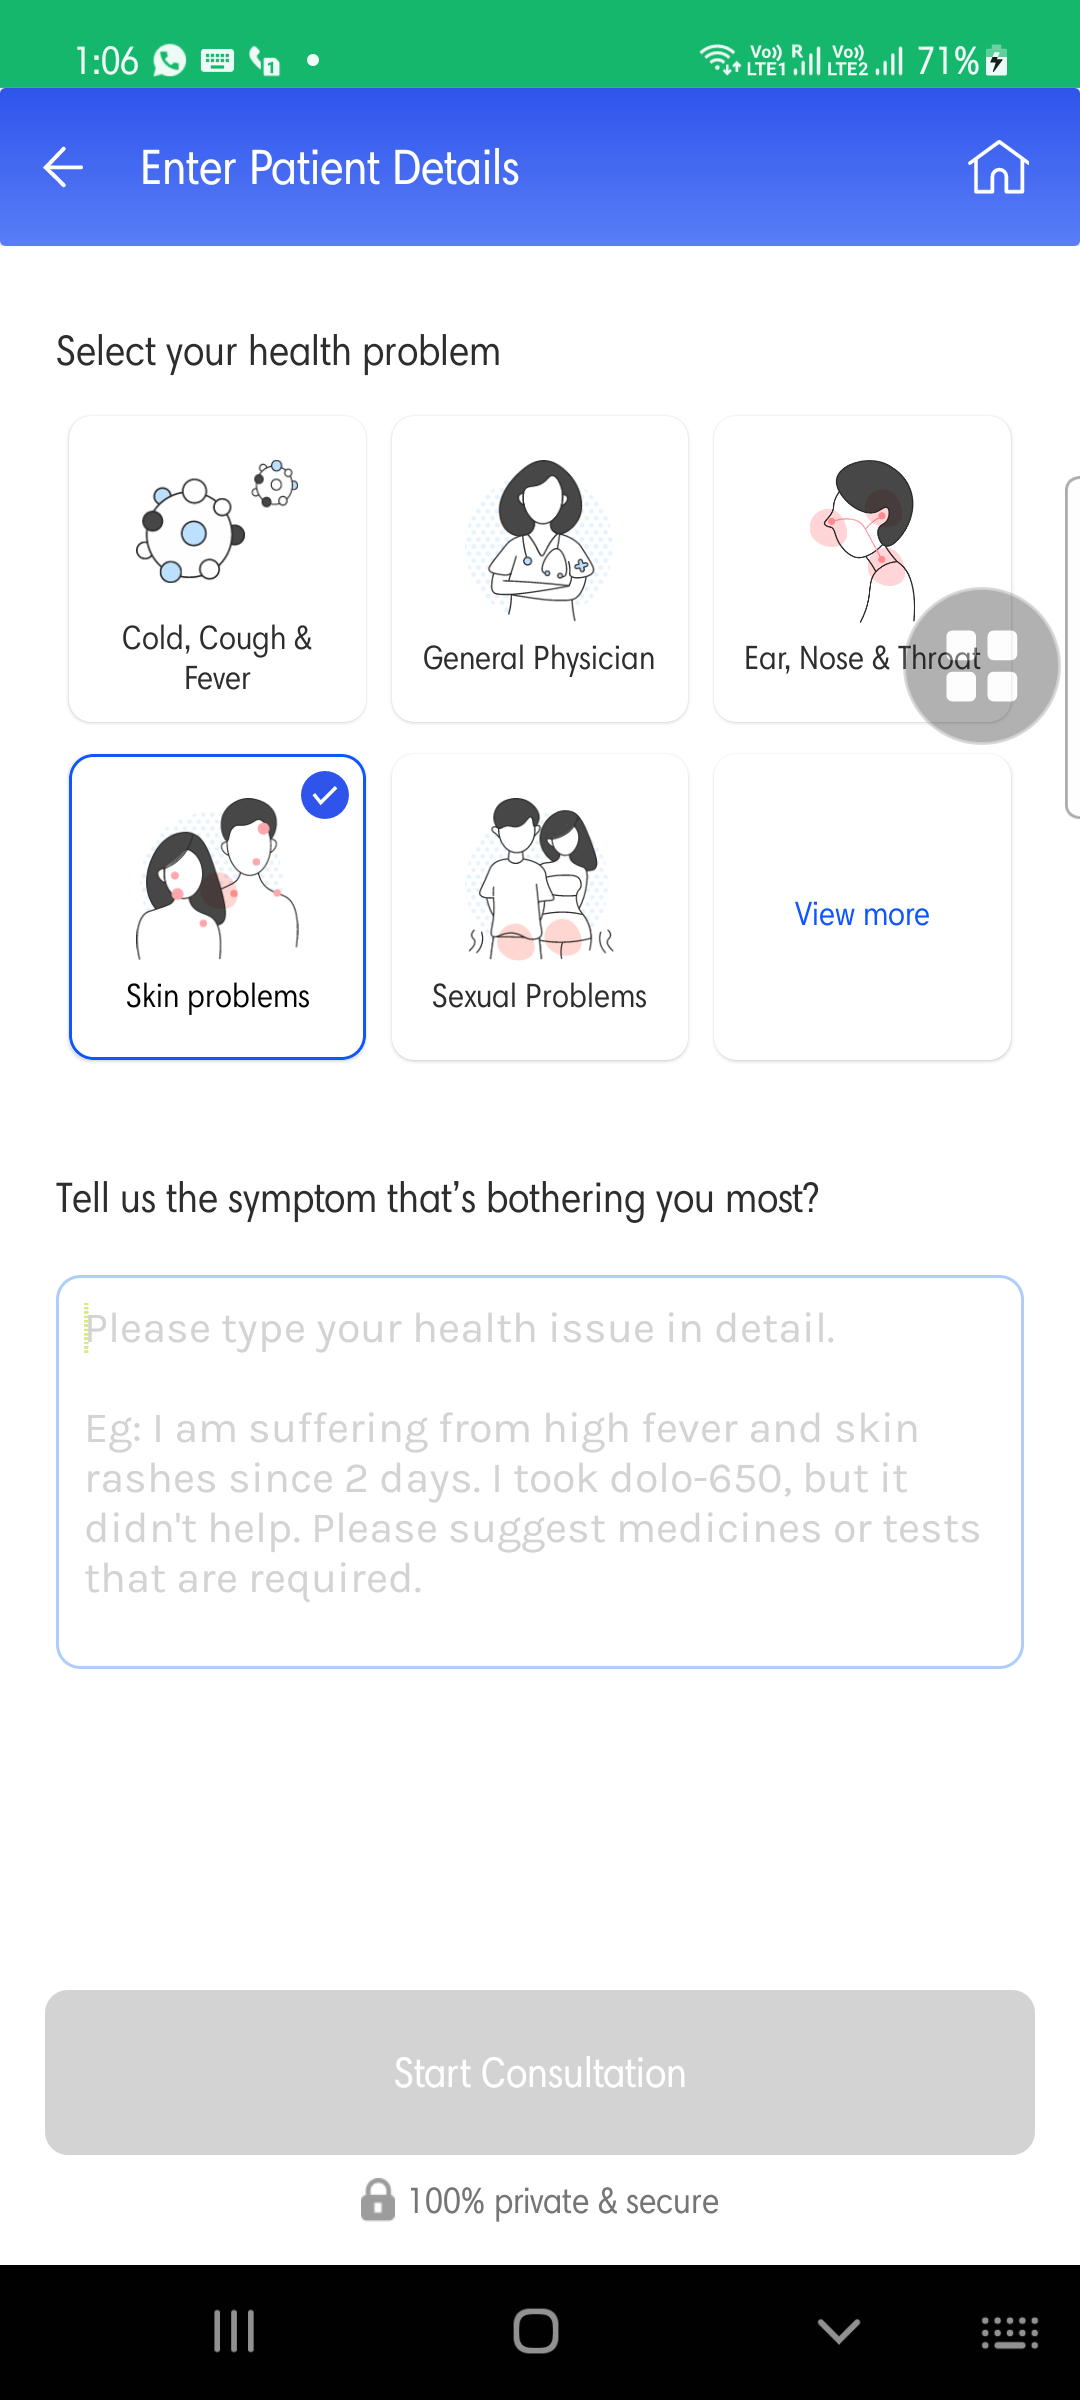 1:06
Vo)) R Vo)) 71%
LTE1 LTE2
Enter Patient Details
Select your health problem
Cold, Cough &
Fever
General Physician
Ear, Nose & Throat
Skin problems
Sexual Problems
View more
Tell us the symptom that’s bothering you most?
Please type your health issue in detail.
Eg: I am suffering from high fever and skin
rashes since 2 days. I took dolo-650, but it
didn't help. Please suggest medicines or tests
that are required.
Start Consultation
100% private & secure